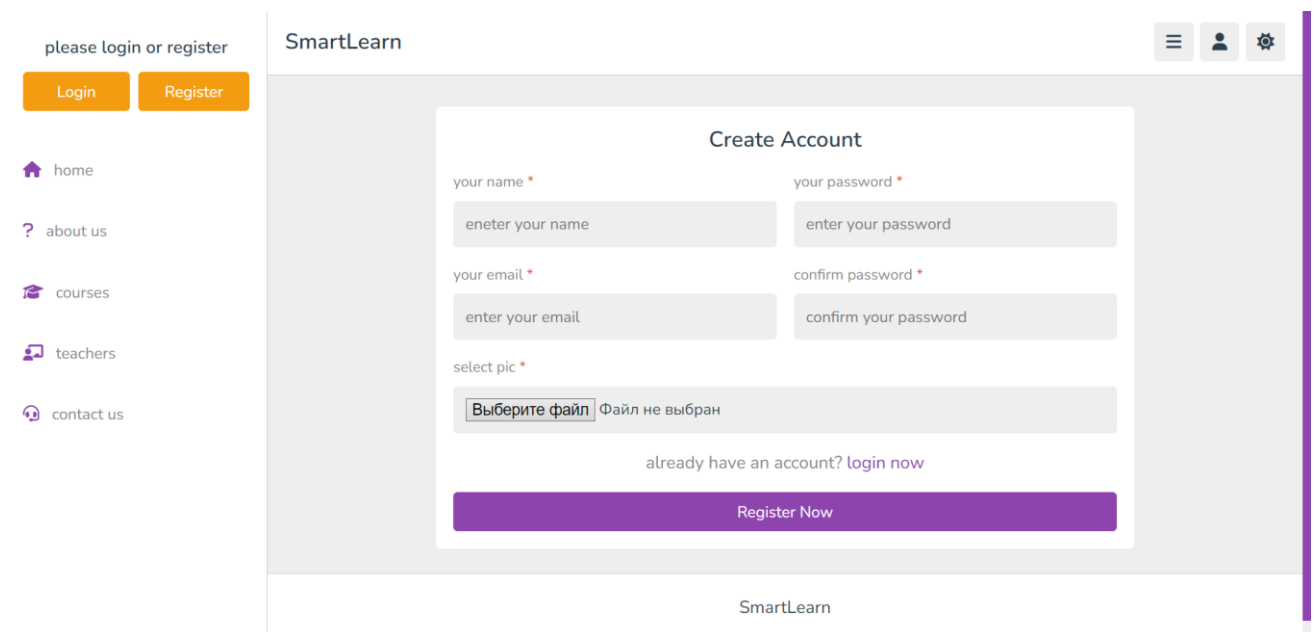 please login or register
Login Register
home
about us
courses
teachers
contact us
SmartLearn
Create Account
your name * your password *
eneter your name enter your password
your email * confirm password *
enter your email confirm your password
select pic *
Выберите файл Файл не выбран
already have an account? login now
Register Now
SmartLearn